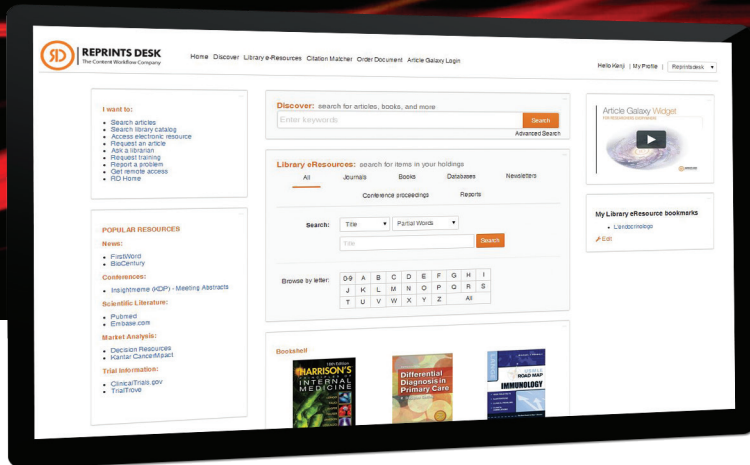 RD
REPRINTS DESK
The Content Workflow Company
Home Discover Library e-Resources Citation Matcher Order Document Article Galaxy Login
Hello Kenji | My Profile | Reprintsdesk
I want to:
Search articles
Search library catalog
Access electronic resource
Request an article
Ask a librarian
Request training
Report a problem
Get remote access
RD Home
POPULAR RESOURCES
News:
FirstWord
BioCentury
Conferences:
Insightmeme (KDP) - Meeting Abstracts
Scientific Literature:
Pubmed
Embase.com
Market Analysis:
Decision Resources
Kantar CancerMpact
Trial Information:
ClinicalTrials.gov
TrialTrove
Discover: search for articles, books, and more
Enter keywords
Search
Advanced Search
Library eResources: search for items in your holdings
All Journals Books Databases Newsletters
Conference proceedings Reports
Search: Title Partial Words
Title Search
Browse by letter: 0-9 A B C D E F G H I
J K L M N O P Q R S
T U V W X Y Z All
Bookshelf
HARRISON'S
PRINCIPLES OF
INTERNAL
MEDICINE
Differential
Diagnosis in
Primary Care
ROAD MAP
IMMUNOLOGY
Article Galaxy Widget
My Library eResource bookmarks
Edit